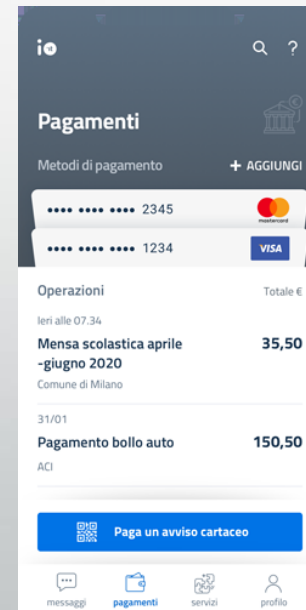 io
?
Pagamenti
Metodi di pagamento + AGGIUNGI
•••• •••• •••• 2345
mastercard
•••• •••• •••• 1234
VISA
Operazioni Totale €
Ieri alle 07.34
Mensa scolastica aprile 35,50
-giugno 2020
Comune di Milano
31/01
Pagamento bollo auto 150,50
ACI
Paga un avviso cartaceo
messaggi pagamenti servizi profilo